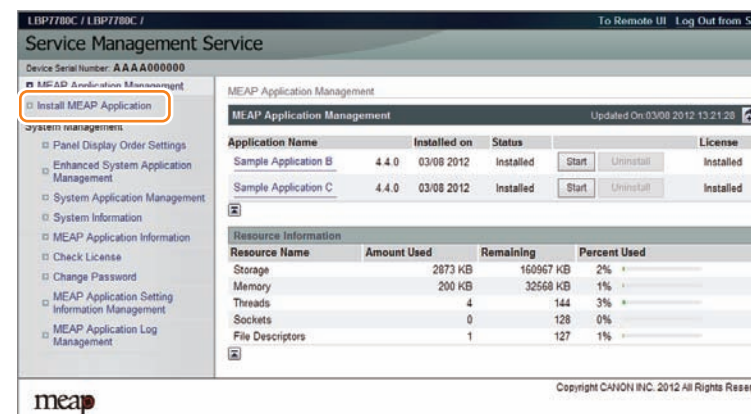 LBP7780C / LBP7780C /
To Remote UI Log Out from S
Service Management Service
Device Serial Number: AAAA000000
MEAP Application Management
Install MEAP Application
System Management
Panel Display Order Settings
Enhanced System Application
Management
System Application Management
System Information
MEAP Application Information
Check License
Change Password
MEAP Application Setting
Information Management
MEAP Application Log
Management
meap
MEAP Application Management
MEAP Application Management Updated On:03/08 2012 13:21:28
Application Name Installed on Status License
Sample Application B 4.4.0 03/08 2012 Installed Start Uninstall Installed
Sample Application C 4.4.0 03/08 2012 Installed Start Uninstall Installed
Resource Information
Resource Name Amount Used Remaining Percent Used
Storage 2873 KB 160967 KB 2%
Memory 200 KB 32568 KB 1%
Threads 4 144 3%
Sockets 0 128 0%
File Descriptors 1 127 1%
Copyright CANON INC. 2012 All Rights Reser